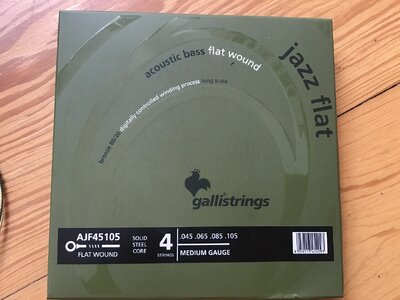 jazz flat
acoustic bass flat wound
bronze 80/20 digitally controlled winding process long scale
gallistrings
AJF45105
FLAT WOUND
SOLID
STEEL
CORE
4
STRINGS
.045 .065 .085 .105
MEDIUM GAUGE